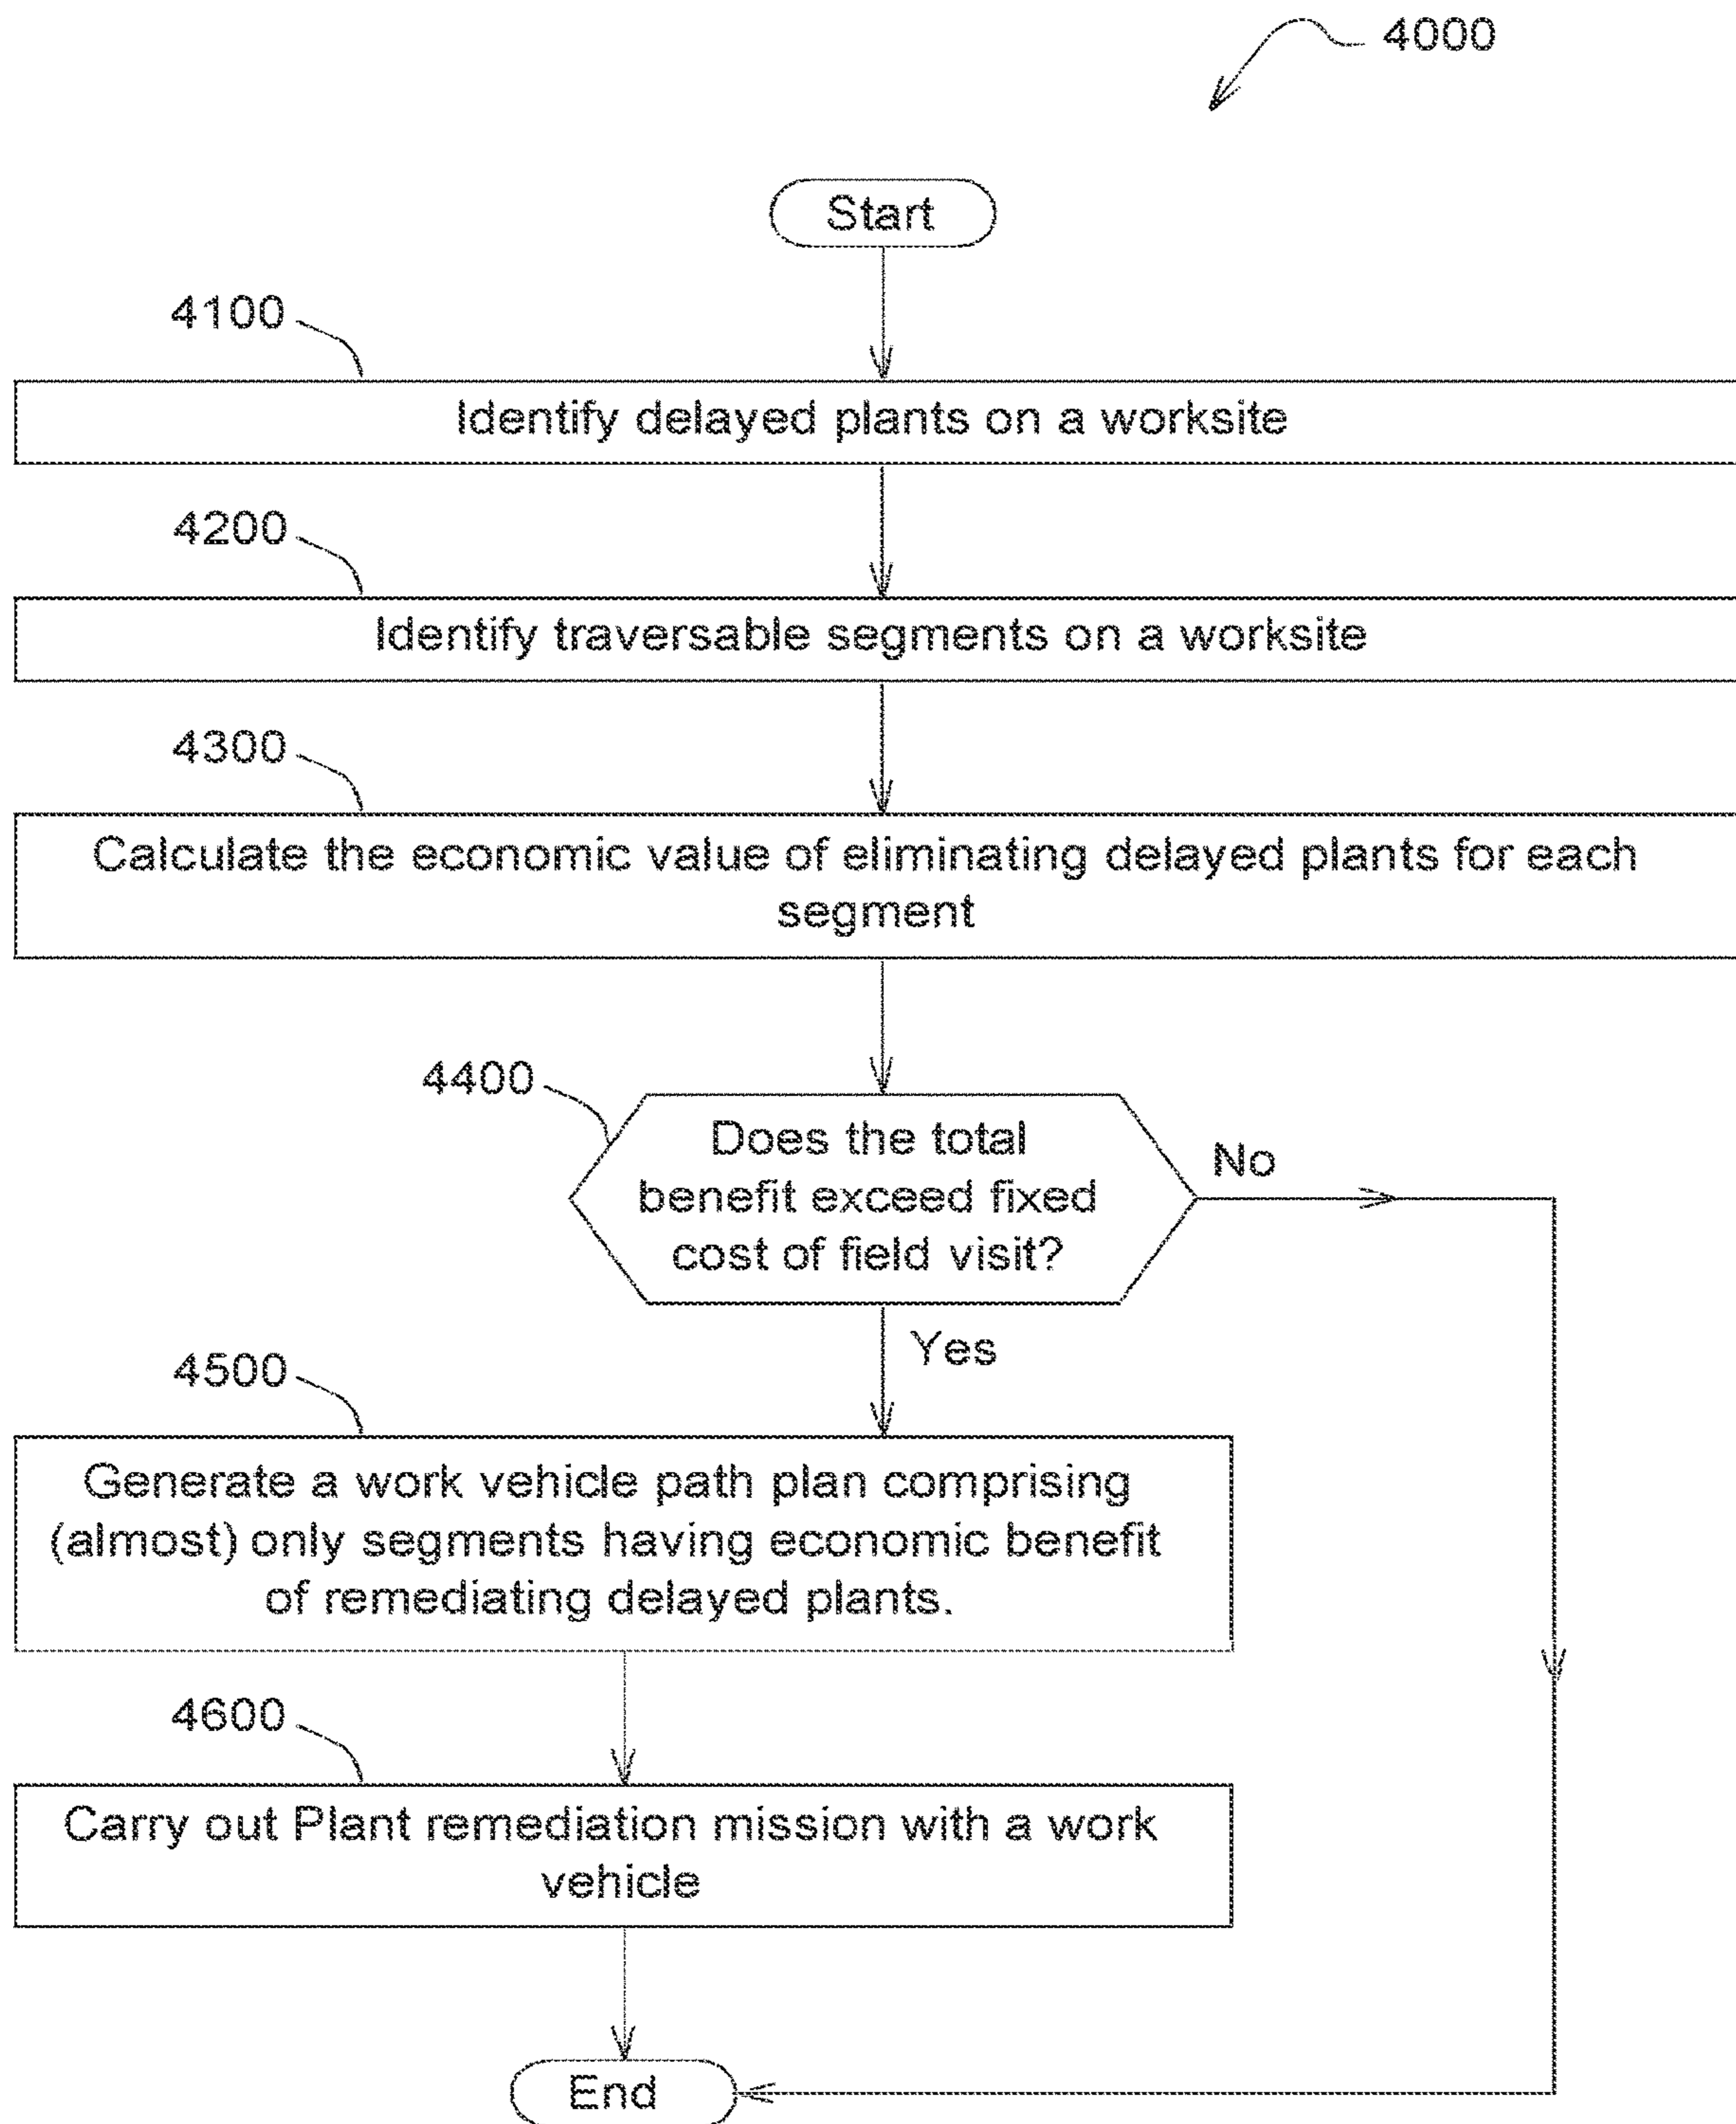 4000
Start
4100
Identify delayed plants on a worksite
4200
Identify traversable segments on a worksite
4300
Calculate the economic value of eliminating delayed plants for each
segment
4400
Does the total
benefit exceed fixed
cost of field visit?
No
Yes
4500
Generate a work vehicle path plan comprising
(almost) only segments having economic benefit
of remediating delayed plants.
4600
Carry out Plant remediation mission with a work
vehicle
End